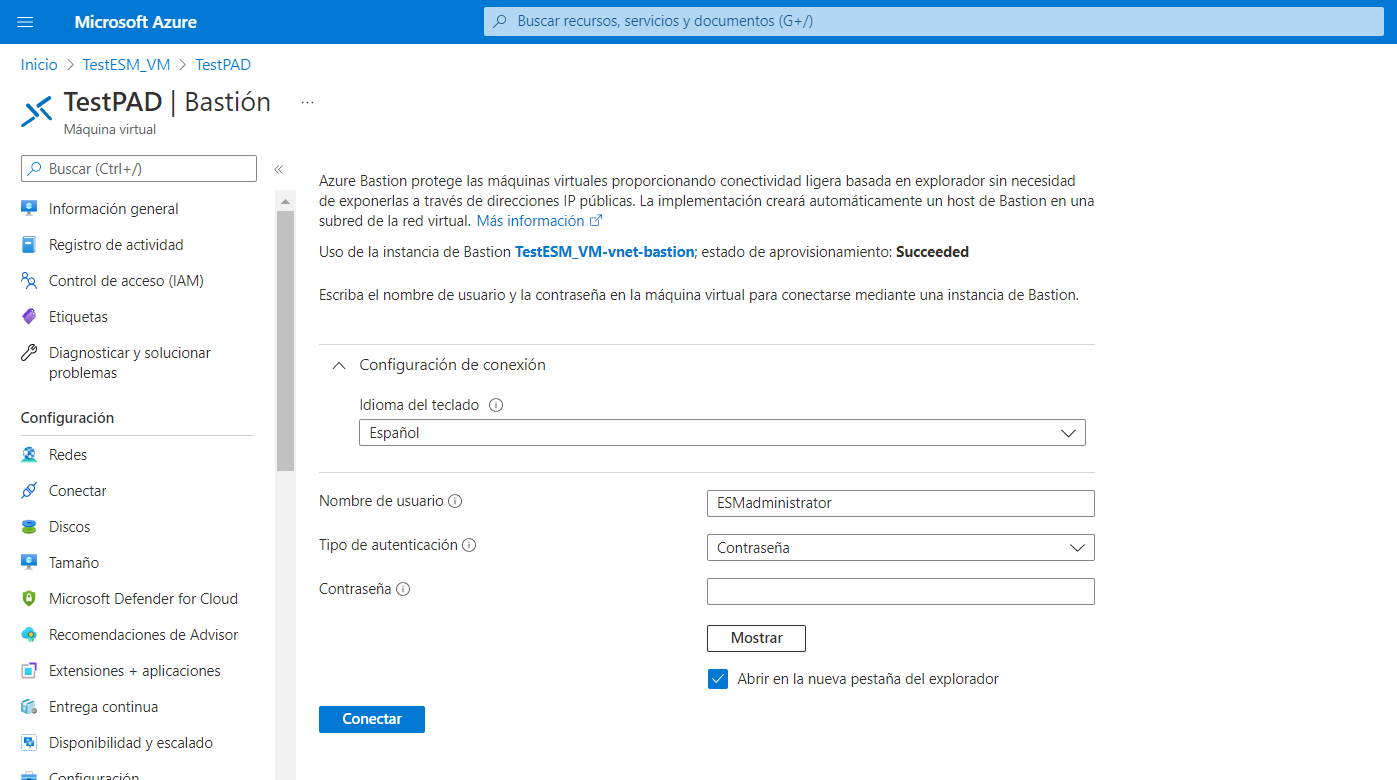 Microsoft Azure
Buscar recursos, servicios y documentos (G+/)
Inicio > TestESM_VM > TestPAD
TestPAD | Bastión ...
Máquina virtual
Buscar (Ctrl+/)
«
Información general
Registro de actividad
Control de acceso (IAM)
Etiquetas
Diagnosticar y solucionar
problemas
Configuración
Redes
Conectar
Discos
Tamaño
Microsoft Defender for Cloud
Recomendaciones de Advisor
Extensiones + aplicaciones
Entrega continua
Disponibilidad y escalado
Configuración
Azure Bastion protege las máquinas virtuales proporcionando conectividad ligera basada en explorador sin necesidad
de exponerlas a través de direcciones IP públicas. La implementación creará automáticamente un host de Bastion en una
subred de la red virtual. Más información
Uso de la instancia de Bastion TestESM_VM-vnet-bastion; estado de aprovisionamiento: Succeeded
Escriba el nombre de usuario y la contraseña en la máquina virtual para conectarse mediante una instancia de Bastion.
Configuración de conexión
Idioma del teclado
Español
Nombre de usuario
ESMadministrator
Tipo de autenticación
Contraseña
Contraseña
Mostrar
Abrir en la nueva pestaña del explorador
Conectar